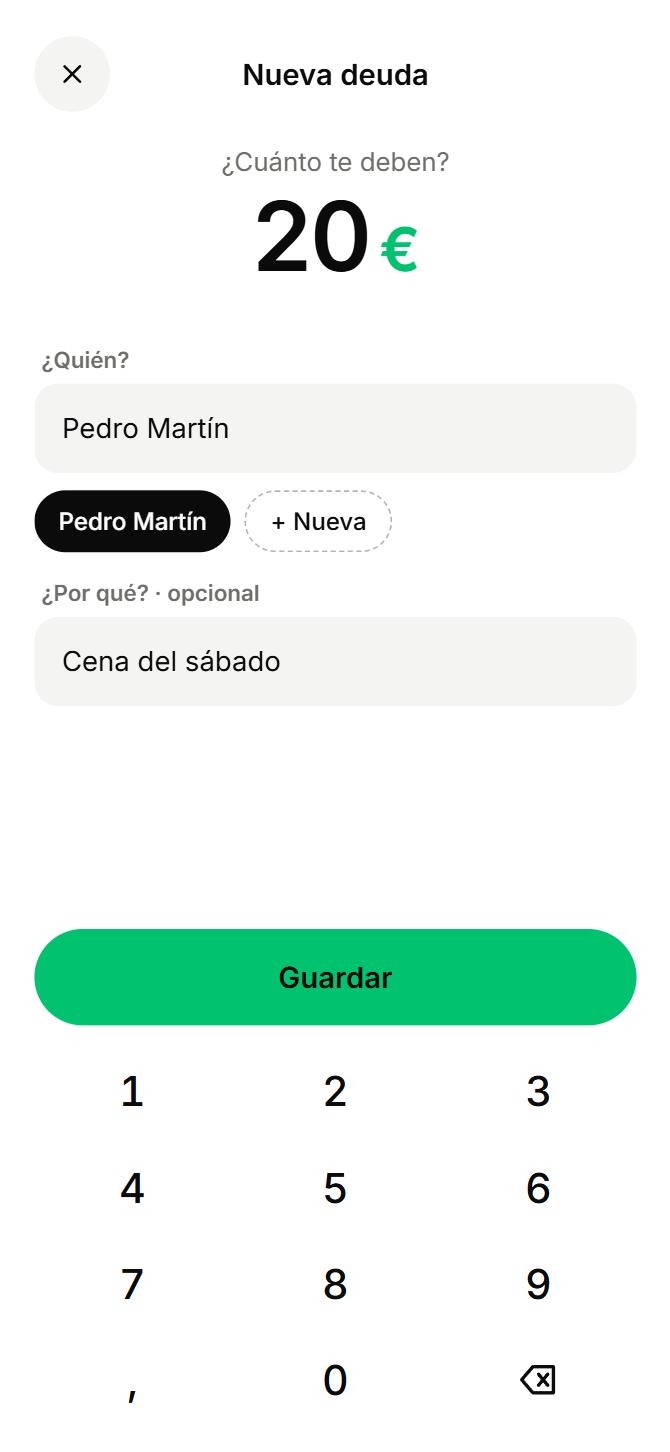 Nueva deuda
¿Cuánto te deben?
20 €
¿Quién?
Pedro Martín
Pedro Martín + Nueva
¿Por qué? · opcional
Cena del sábado
Guardar
1 2 3
4 5 6
7 8 9
, 0